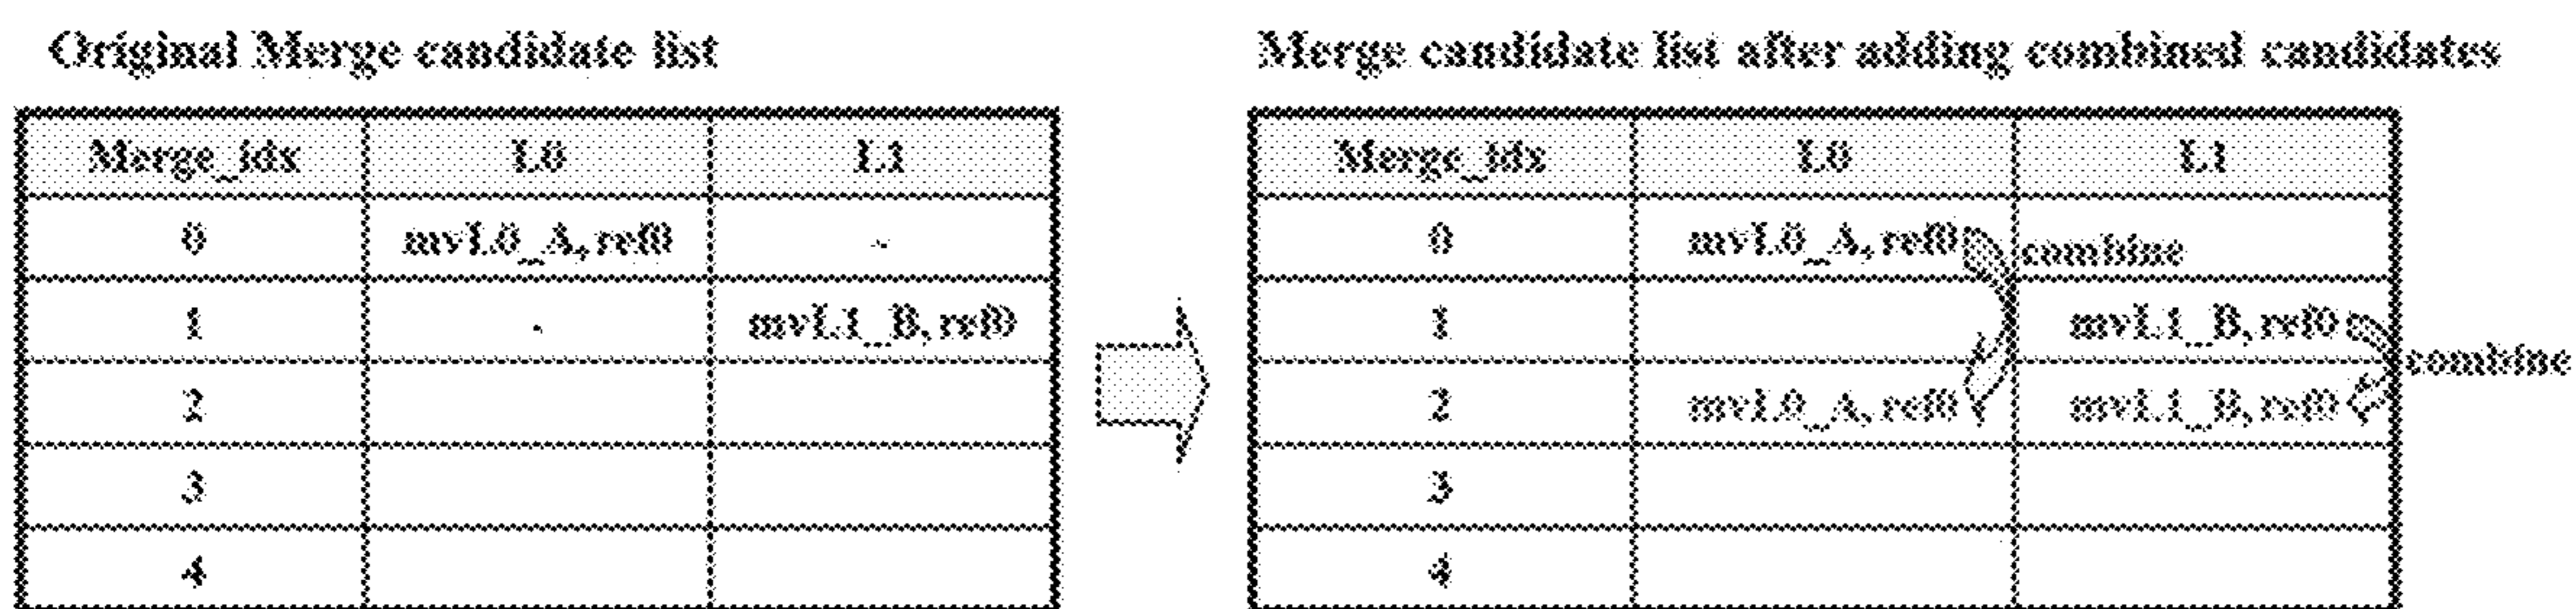 Original Merge candidate list
Merge_idx L0 L1
0 mvL0_A, ref0 -
1 - mvL1_B, ref0
2
3
4
Merge candidate list after adding combined candidates
Merge_idx L0 L1
0 mvL0_A, ref0 combine
1 mvL1_B, ref0
combine
2 mvL0_A, ref0 mvL1_B, ref0
3
4